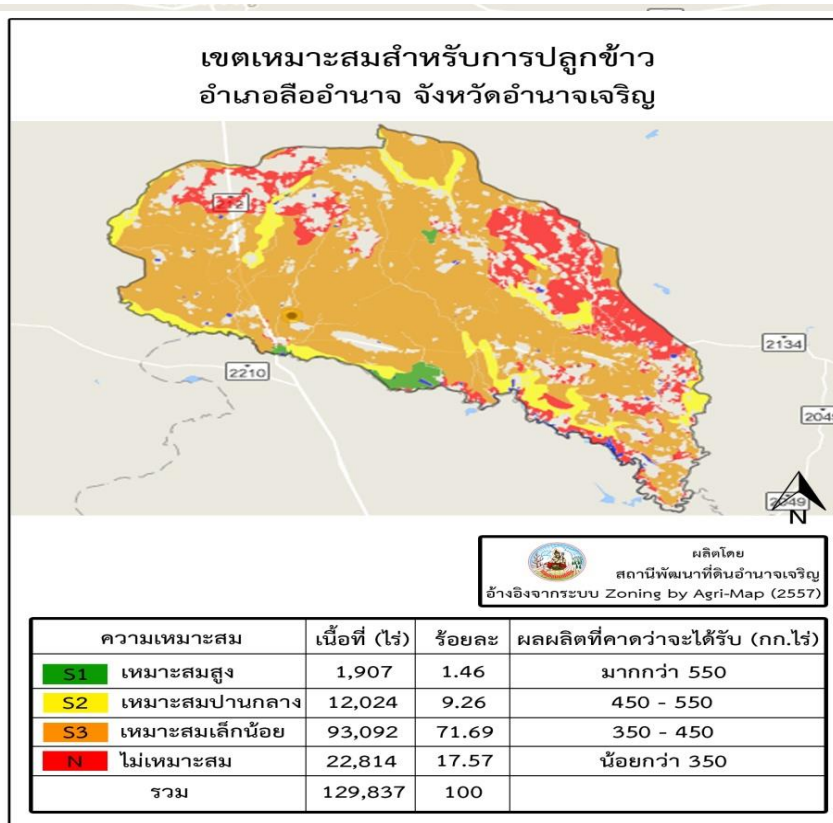 เขตเหมาะสมสำหรับการปลูกข้าว
อำเภอลืออำนาจ จังหวัดอำนาจเจริญ
212
2134
2210
2049
N
ผลิตโดย
สถานีพัฒนาที่ดินอำนาจเจริญ
อ้างอิงจากระบบ Zoning by Agri-Map (2557)
ความเหมาะสม เนื้อที่ (ไร่) ร้อยละ ผลผลิตที่คาดว่าจะได้รับ (กก.ไร่)
S1 เหมาะสมสูง 1,907 1.46 มากกว่า 550
S2 เหมาะสมปานกลาง 12,024 9.26 450 - 550
S3 เหมาะสมเล็กน้อย 93,092 71.69 350 - 450
N ไม่เหมาะสม 22,814 17.57 น้อยกว่า 350
รวม 129,837 100